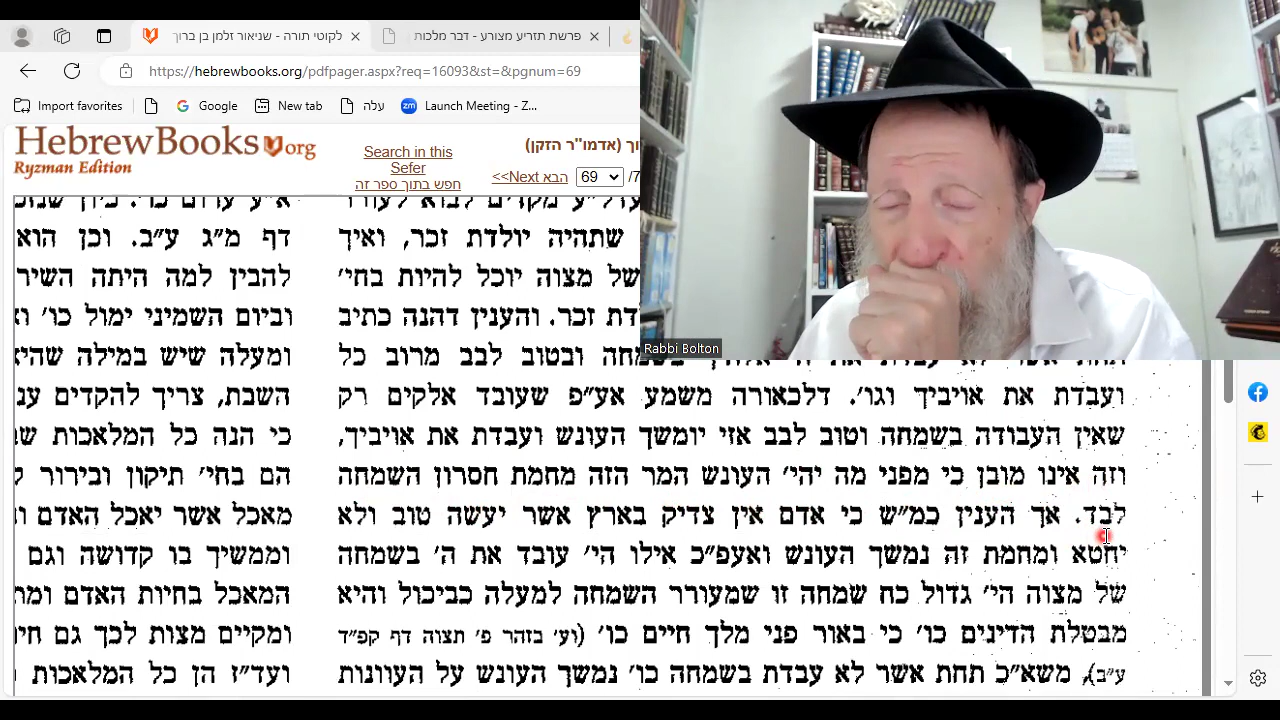 לקוטי תורה - שניאור זלמן בן ברוך
פרשת תזריע מצורע - דבר מלכות
https://hebrewbooks.org/pdfpager.aspx?req=16093&st=&pgnum=69
Import favorites
Google
New tab
עלה
zm
Launch Meeting - Z...
HebrewBooks.org
Ryzman Edition
Search in this
Sefer
חפש בתוך ספר זה
וך (אדמו"ר הזקן)
<<Next הבא
69
/7
שתהיה יולדת זכר, ואיך
של מצוה יוכל להיות בחי׳
דת זכר. והענין דהנה כתיב
ובטוב לבב מרוב כל
ועבדת את אויביך וגו׳. דלכאורה משמע אע״פ שעובד אלקים רק
שאין העבודה בשמחה וטוב לבב אזי יומשך העונש ועבדת את אויביך,
וזה אינו מובן כי מפני מה יהי׳ העונש המר הזה מחמת חסרון השמחה
לבד. אך הענין כמ״ש כי אדם אין צדיק בארץ אשר יעשה טוב ולא
יחטא ומחמת זה נמשך העונש ואעפ״כ אילו הי׳ עובד את ה׳ בשמחה
של מצוה הי׳ גדול כח שמחה זו שמעורר השמחה למעלה כביכול והיא
מבטלת הדינים כו׳ כי באור פני מלך חיים כו׳ (וע׳ בזהר פ׳ תצוה דף קפ״ד
ע״ב), משא״כ תחת אשר לא עבדת בשמחה כו׳ נמשך העונש על העוונות
דף מ״ג ע״ב. וכן הוא
להבין למה היתה השיר
וביום השמיני ימול כו׳
ומעלה שיש במילה שהי
השבת, צריך להקדים ענ
כי הנה כל המלאכות ש
הם בחי׳ תיקון ובירור
מאכל אשר יאכל האדם
וממשיך בו קדושה וגם
המאכל בחיות האדם ומת
ומקיים מצות לכך גם חי
ועד״ז הן כל המלאכות
Rabbi Bolton